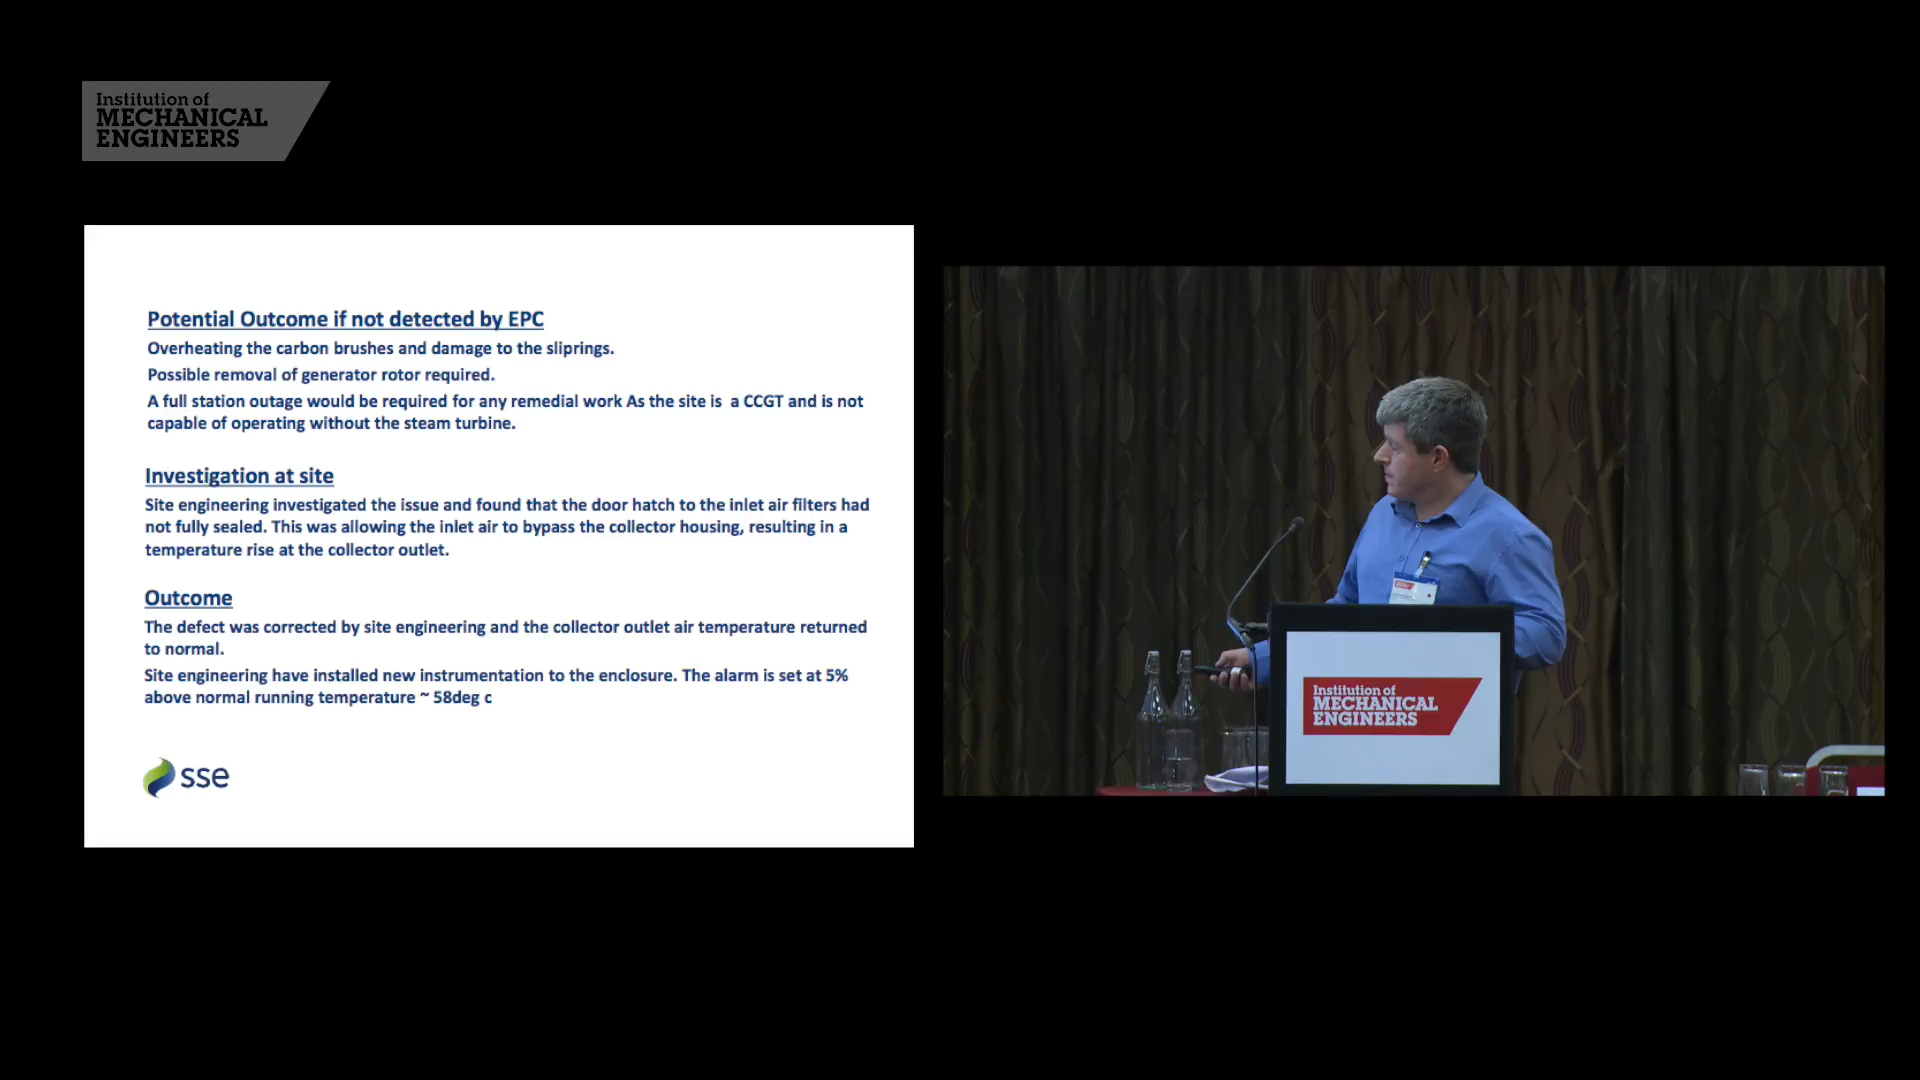 Institution of
MECHANICAL
ENGINEERS
Potential Outcome if not detected by EPC
Overheating the carbon brushes and damage to the sliprings.
Possible removal of generator rotor required.
A full station outage would be required for any remedial work As the site is a CCGT and is not
capable of operating without the steam turbine.
Investigation at site
Site engineering investigated the issue and found that the door hatch to the inlet air filters had
not fully sealed. This was allowing the inlet air to bypass the collector housing, resulting in a
temperature rise at the collector outlet.
Outcome
The defect was corrected by site engineering and the collector outlet air temperature returned
to normal.
Site engineering have installed new instrumentation to the enclosure. The alarm is set at 5%
above normal running temperature ~ 58deg c
sse
Institution of
MECHANICAL
ENGINEERS